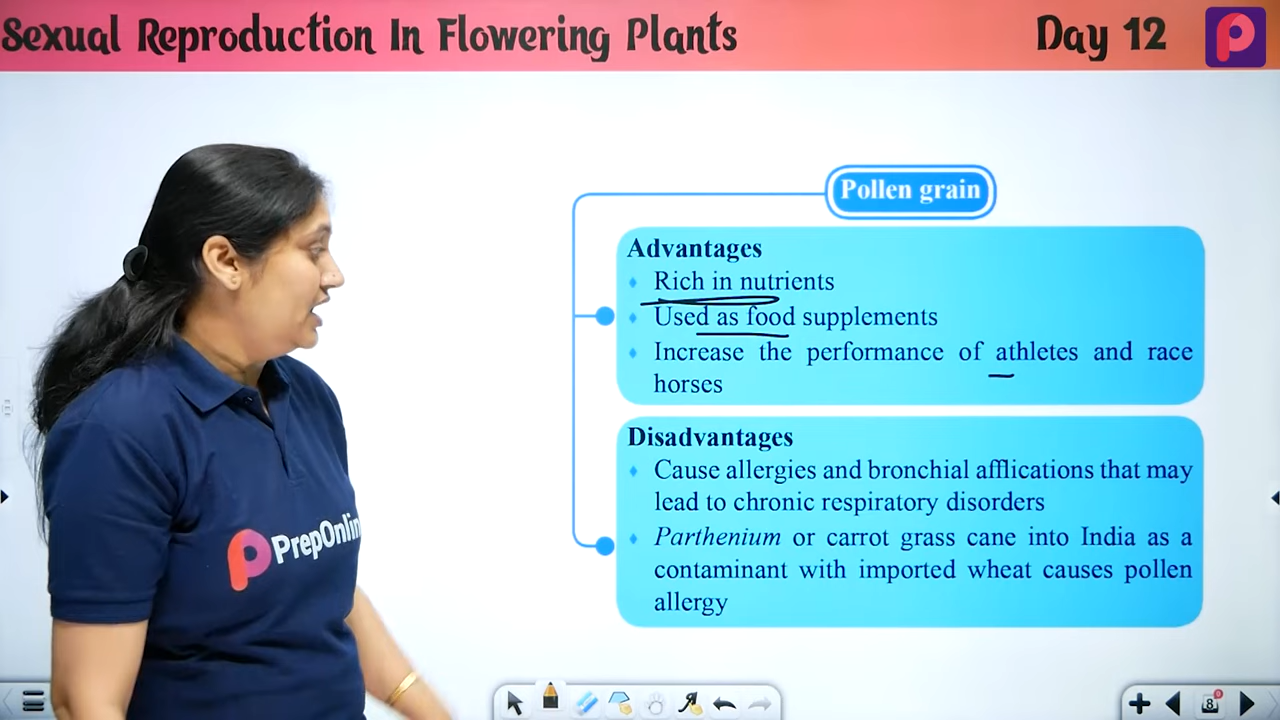 Sexual Reproduction In Flowering Plants
Day 12
Pollen grain
Advantages
Rich in nutrients
Used as food supplements
Increase the performance of athletes and race
horses
Disadvantages
Cause allergies and bronchial afflications that may
lead to chronic respiratory disorders
Parthenium or carrot grass cane into India as a
contaminant with imported wheat causes pollen
allergy
PrepOnlin
8